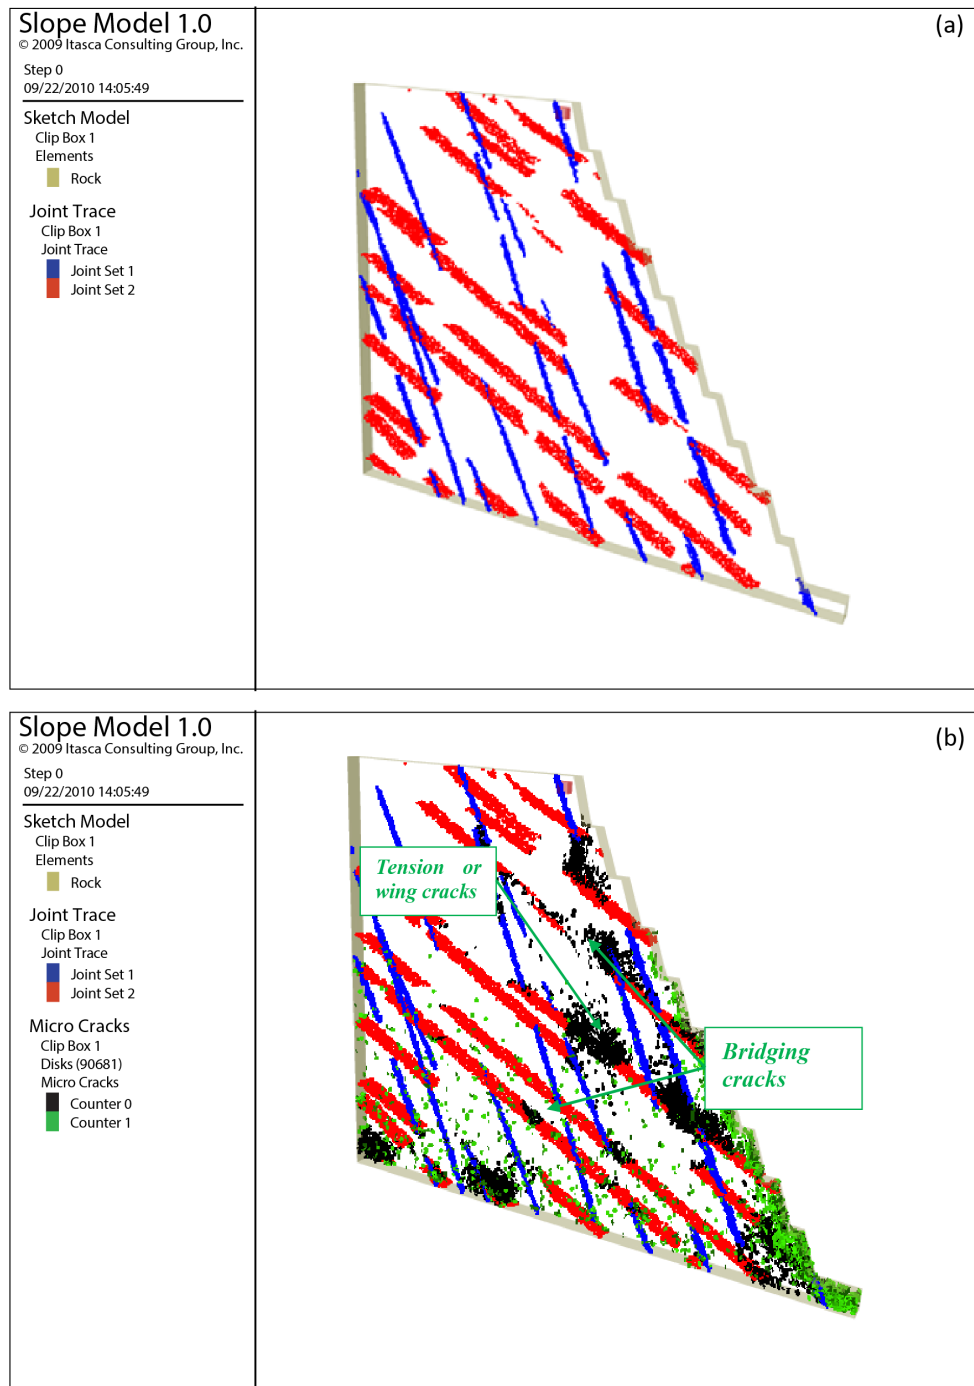 Slope Model 1.0
© 2009 Itasca Consulting Group, Inc.
Step 0
09/22/2010 14:05:49
Sketch Model
Clip Box 1
Elements
Rock
Joint Trace
Clip Box 1
Joint Trace
Joint Set 1
Joint Set 2
(a)
Slope Model 1.0
© 2009 Itasca Consulting Group, Inc.
Step 0
09/22/2010 14:05:49
Sketch Model
Clip Box 1
Elements
Rock
Joint Trace
Clip Box 1
Joint Trace
Joint Set 1
Joint Set 2
Micro Cracks
Clip Box 1
Disks (90681)
Micro Cracks
Counter 0
Counter 1
(b)
Tension or
wing cracks
Bridging
cracks